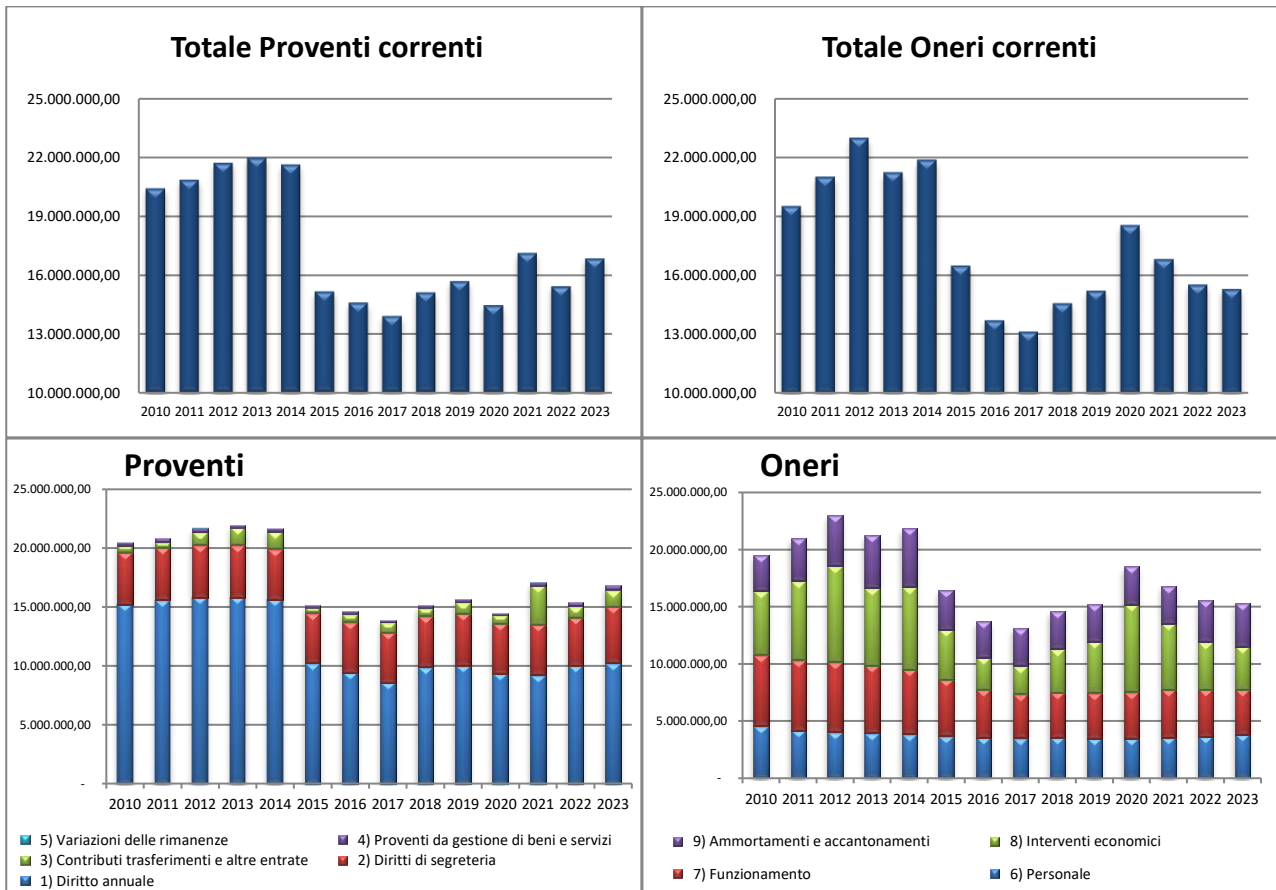 Totale Proventi correnti
25.000.000,00
22.000.000,00
19.000.000,00
16.000.000,00
13.000.000,00
10.000.000,00
2010 2011 2012 2013 2014 2015 2016 2017 2018 2019 2020 2021 2022 2023
Totale Oneri correnti
25.000.000,00
22.000.000,00
19.000.000,00
16.000.000,00
13.000.000,00
10.000.000,00
2010 2011 2012 2013 2014 2015 2016 2017 2018 2019 2020 2021 2022 2023
Proventi
25.000.000,00
20.000.000,00
15.000.000,00
10.000.000,00
5.000.000,00
-
2010 2011 2012 2013 2014 2015 2016 2017 2018 2019 2020 2021 2022 2023
5) Variazioni delle rimanenze 4) Proventi da gestione di beni e servizi
3) Contributi trasferimenti e altre entrate 2) Diritti di segreteria
1) Diritto annuale
Oneri
25.000.000,00
20.000.000,00
15.000.000,00
10.000.000,00
5.000.000,00
-
2010 2011 2012 2013 2014 2015 2016 2017 2018 2019 2020 2021 2022 2023
9) Ammortamenti e accantonamenti 8) Interventi economici
7) Funzionamento 6) Personale